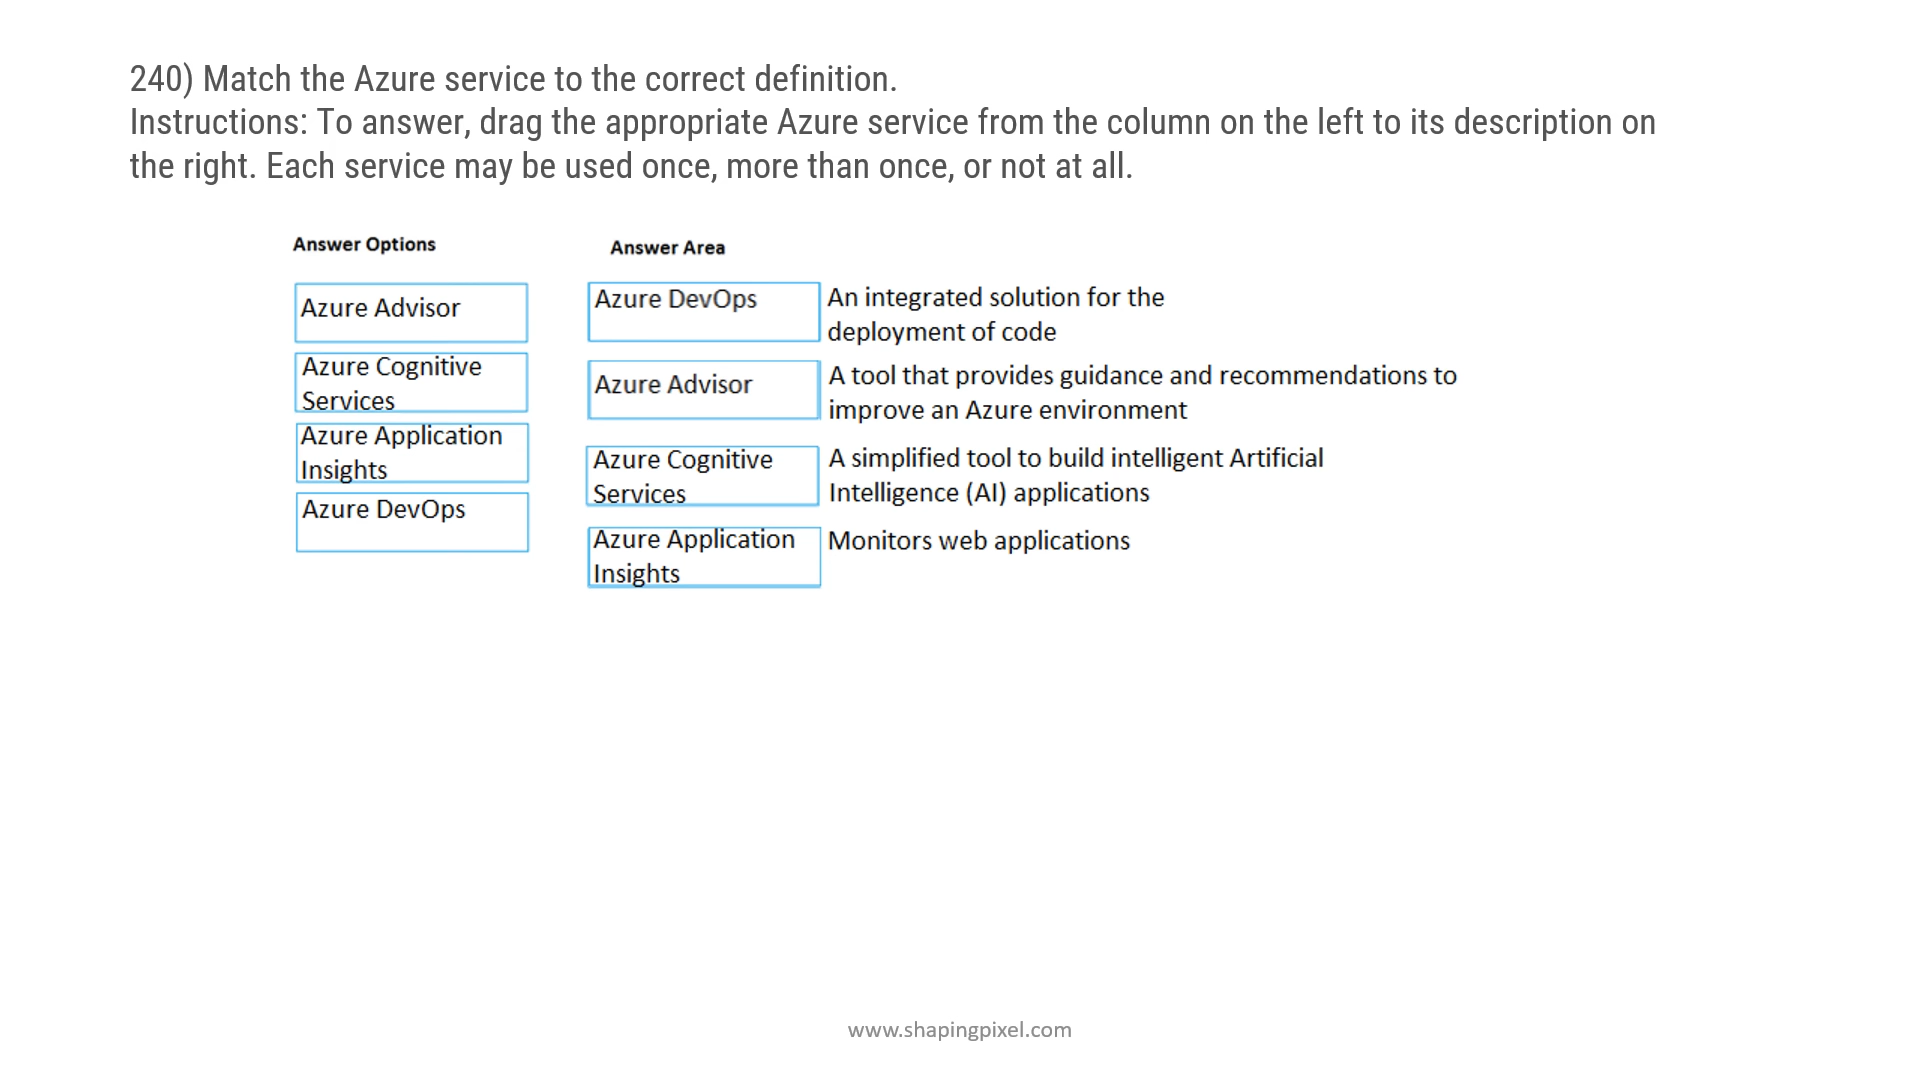 240) Match the Azure service to the correct definition.
Instructions: To answer, drag the appropriate Azure service from the column on the left to its description on
the right. Each service may be used once, more than once, or not at all.
Answer Options
Azure Advisor
Azure Cognitive
Services
Azure Application
Insights
Azure DevOps
Answer Area
Azure DevOps
An integrated solution for the
deployment of code
Azure Advisor
A tool that provides guidance and recommendations to
improve an Azure environment
Azure Cognitive
Services
A simplified tool to build intelligent Artificial
Intelligence (AI) applications
Azure Application
Insights
Monitors web applications
www.shapingpixel.com